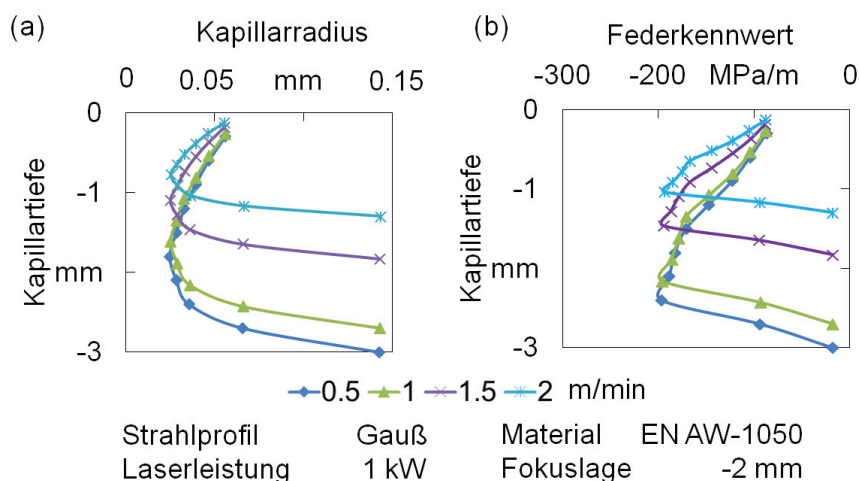 (a) Kapillarradius
0 0.05 mm 0.15
0
-1
mm
-3
Kapillartiefe
(b) Federkennwert
-300 -200 MPa/m 0
0
-1
mm
-3
Kapillartiefe
0.5 1 1.5 2 m/min
Strahlprofil Gauß Material EN AW-1050
Laserleistung 1 kW Fokuslage -2 mm